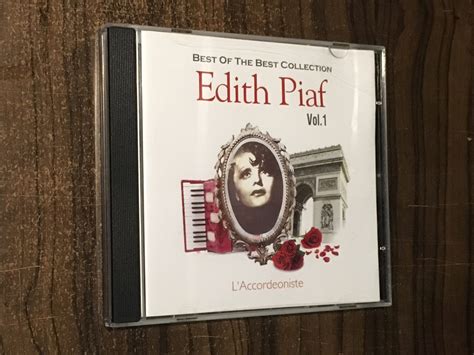 BEST OF THE BEST COLLECTION
Edith Piaf
Vol.1
L'Accordeoniste